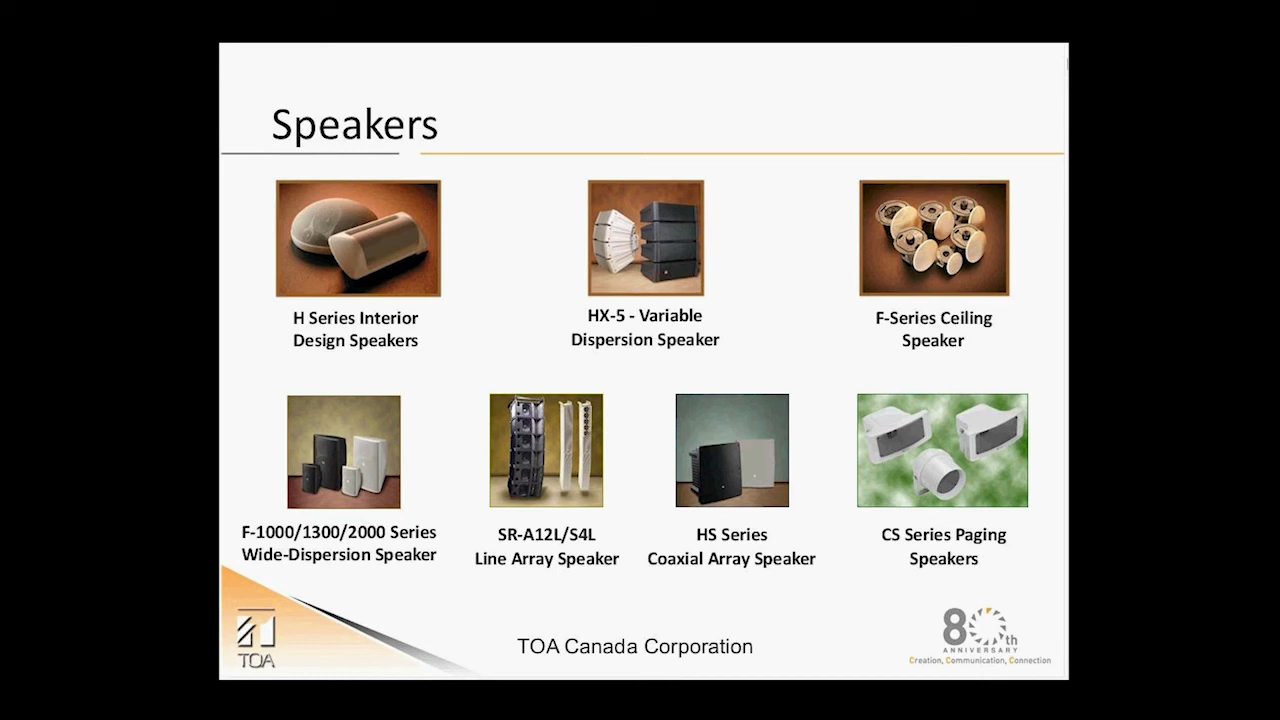 Speakers
H Series Interior
Design Speakers
HX-5 - Variable
Dispersion Speaker
F-Series Ceiling
Speaker
F-1000/1300/2000 Series
Wide-Dispersion Speaker
SR-A12L/S4L
Line Array Speaker
HS Series
Coaxial Array Speaker
CS Series Paging
Speakers
TOA
TOA Canada Corporation
80th
ANNIVERSARY
Creation, Communication, Connection